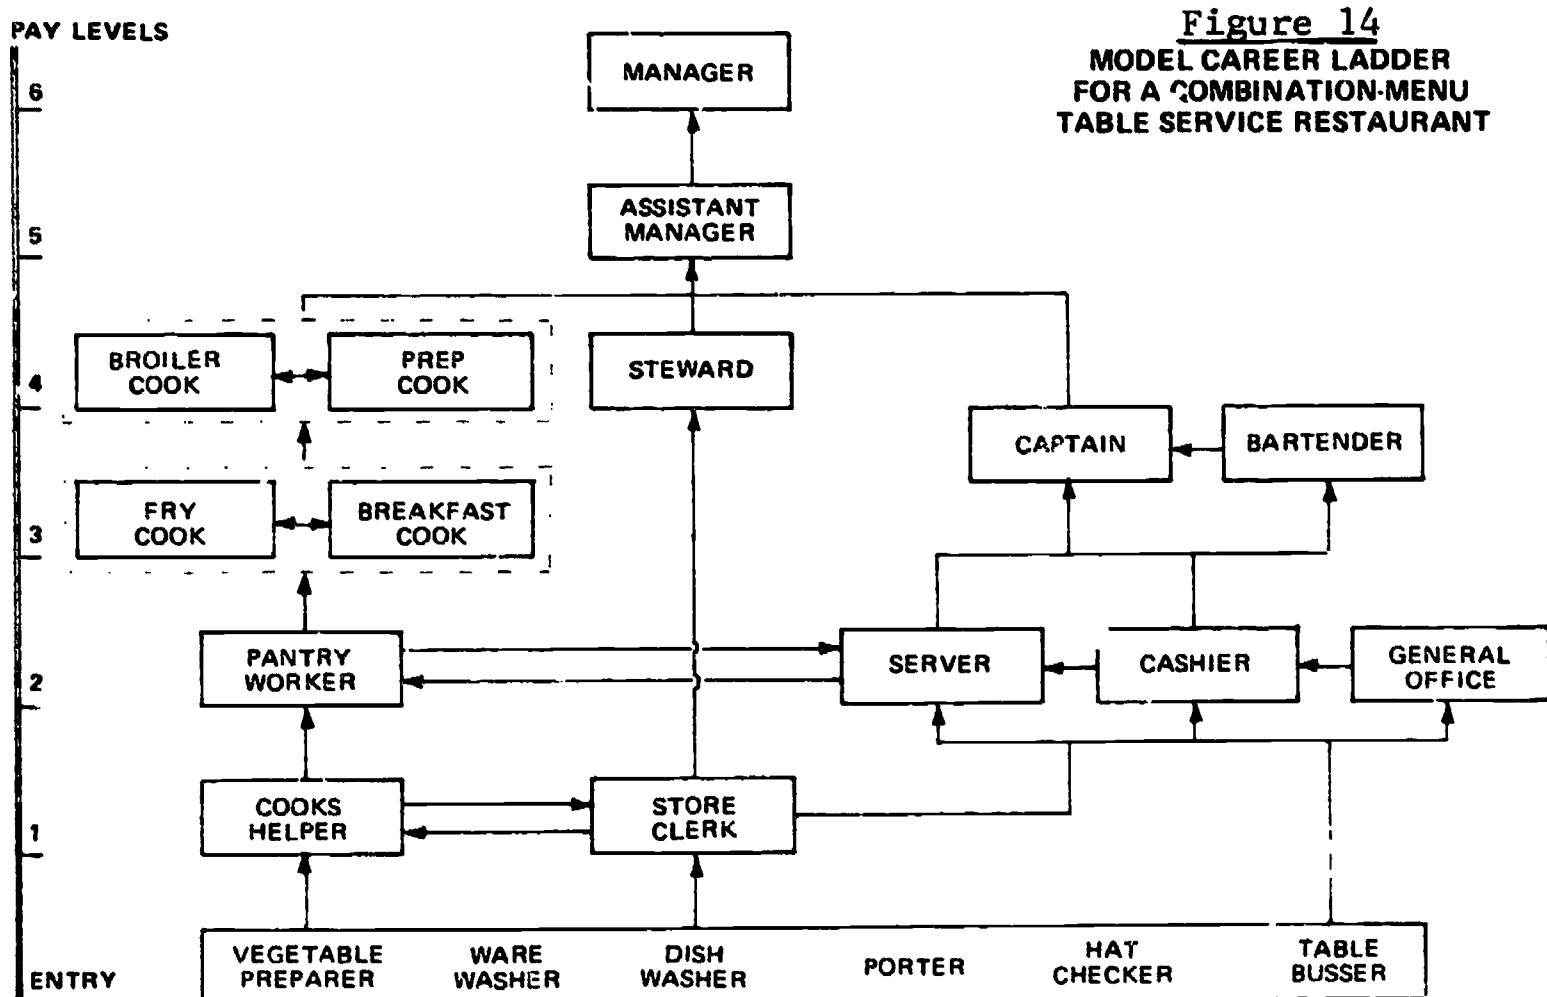 Figure 14
MODEL CAREER LADDER
FOR A COMBINATION-MENU
TABLE SERVICE RESTAURANT
PAY LEVELS
6
MANAGER
5
ASSISTANT
MANAGER
4
BROILER
COOK
PREP
COOK
STEWARD
CAPTAIN
BARTENDER
3
FRY
COOK
BREAKFAST
COOK
2
PANTRY
WORKER
SERVER
CASHIER
GENERAL
OFFICE
1
COOKS
HELPER
STORE
CLERK
ENTRY
VEGETABLE
PREPARER
WARE
WASHER
DISH
WASHER
PORTER
HAT
CHECKER
TABLE
BUSSER